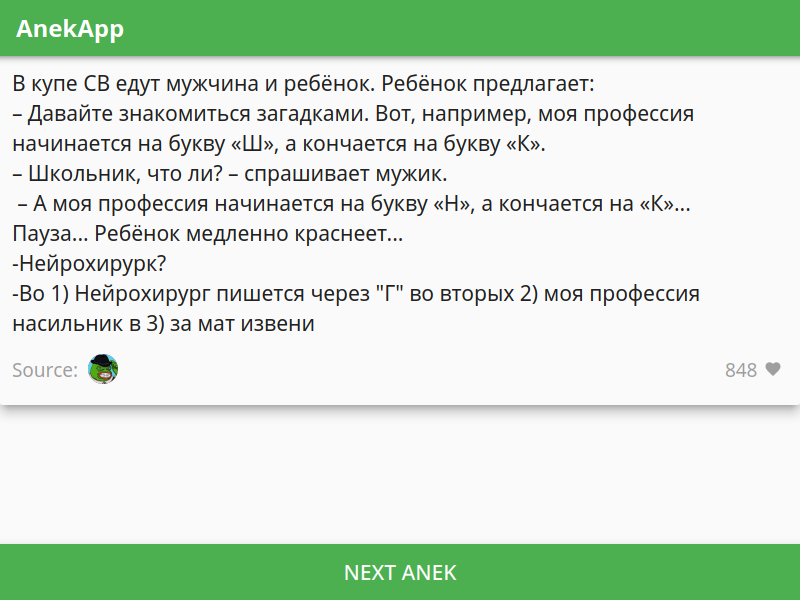 AnekApp
В купе СВ едут мужчина и ребёнок. Ребёнок предлагает:
– Давайте знакомиться загадками. Вот, например, моя профессия
начинается на букву «Ш», а кончается на букву «К».
– Школьник, что ли? – спрашивает мужик.
– А моя профессия начинается на букву «Н», а кончается на «К»...
Пауза... Ребёнок медленно краснеет...
-Нейрохирурк?
-Во 1) Нейрохирург пишется через "Г" во вторых 2) моя профессия
насильник в 3) за мат извени
Source:
848
NEXT ANEK